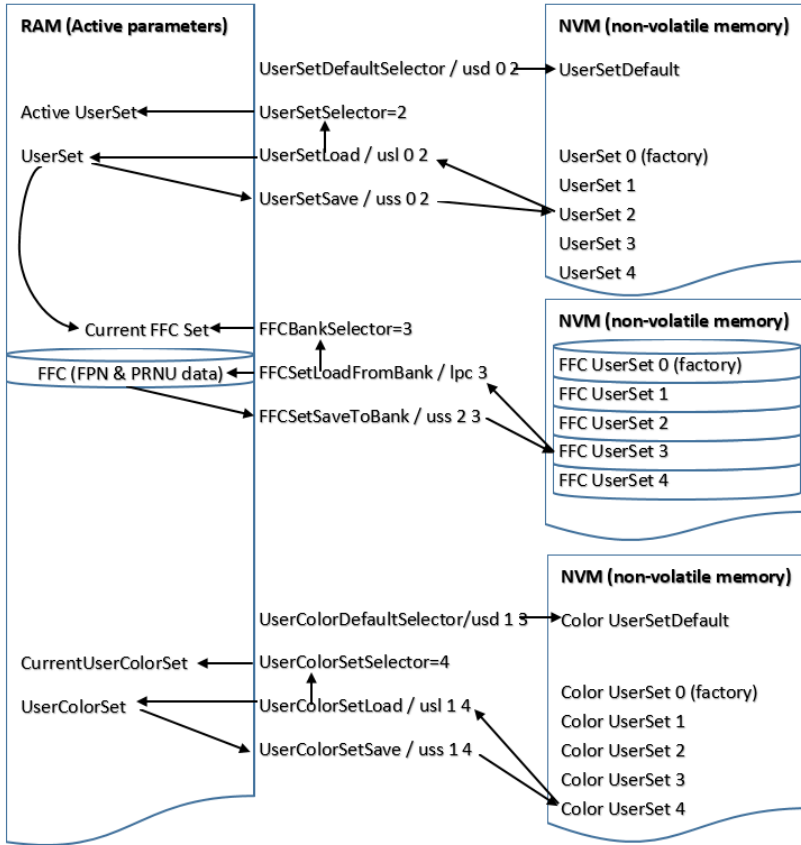 RAM (Active parameters)
NVM (non-volatile memory)
UserSetDefaultSelector / usd 0 2
UserSetDefault
Active UserSet
UserSetSelector=2
UserSet
UserSetLoad / usl 0 2
UserSet 0 (factory)
UserSet 1
UserSetSave / uss 0 2
UserSet 2
UserSet 3
UserSet 4
NVM (non-volatile memory)
Current FFC Set
FFCBankSelector=3
FFC UserSet 0 (factory)
FFC (FPN & PRNU data)
FFCSetLoadFromBank / lpc 3
FFC UserSet 1
FFCSetSaveToBank / uss 2 3
FFC UserSet 2
FFC UserSet 3
FFC UserSet 4
NVM (non-volatile memory)
UserColorDefaultSelector/usd 1 3
Color UserSetDefault
CurrentUserColorSet
UserColorSetSelector=4
Color UserSet 0 (factory)
UserColorSet
UserColorSetLoad / usl 1 4
Color UserSet 1
UserColorSetSave / uss 1 4
Color UserSet 2
Color UserSet 3
Color UserSet 4